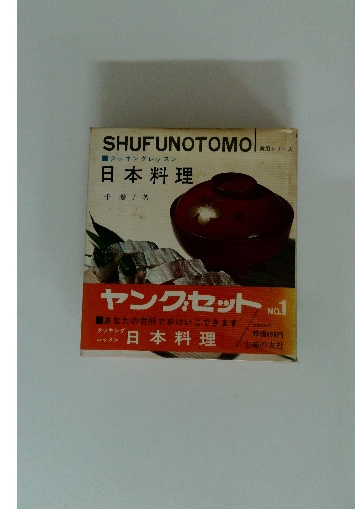 SHUFUNOTOMO
実用シリーズ
■クッキングレッスン
日本料理
ヤングセット NO.1
■あなたの台所で本はいこできます
クッキング
レッスン 日本料理
主婦の友社